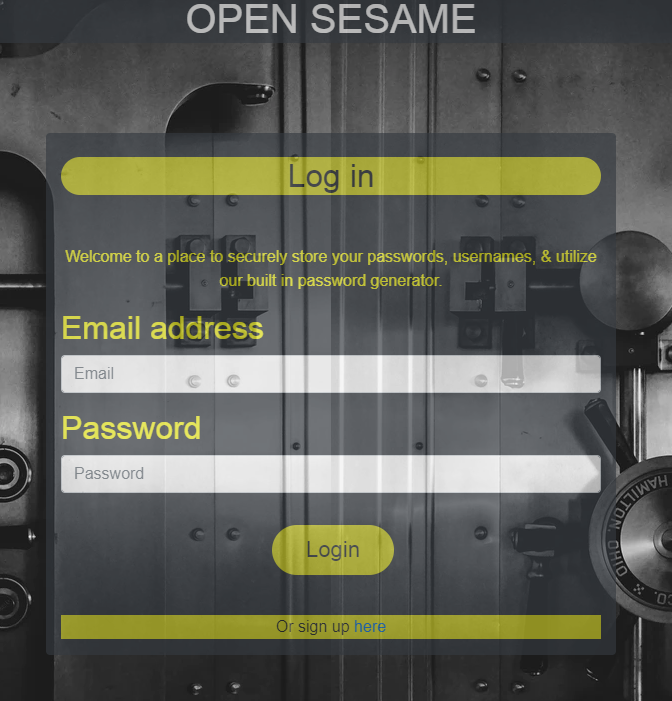 OPEN SESAME
Log in
Welcome to a place to securely store your passwords, usernames, & utilize
our built in password generator.
Email address
Email
Password
Password
HAMILTON, OHIO
CO.
Login
Or sign up here